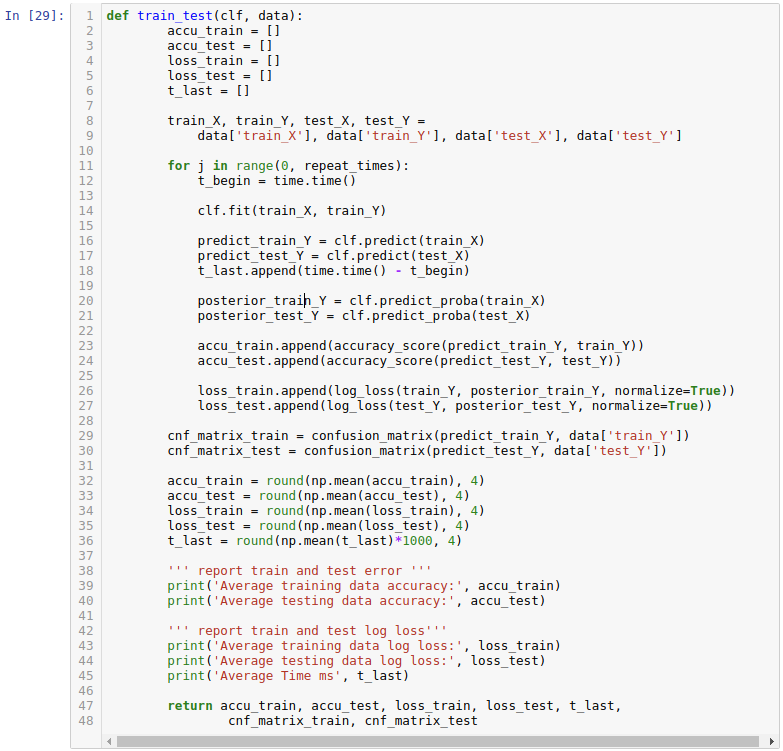 In [29]:
1 def train_test(clf, data):
2         accu_train = []
3         accu_test = []
4         loss_train = []
5         loss_test = []
6         t_last = []
7
8         train_X, train_Y, test_X, test_Y =
9             data['train_X'], data['train_Y'], data['test_X'], data['test_Y']
10
11         for j in range(0, repeat_times):
12             t_begin = time.time()
13
14             clf.fit(train_X, train_Y)
15
16             predict_train_Y = clf.predict(train_X)
17             predict_test_Y = clf.predict(test_X)
18             t_last.append(time.time() - t_begin)
19
20             posterior_train_Y = clf.predict_proba(train_X)
21             posterior_test_Y = clf.predict_proba(test_X)
22
23             accu_train.append(accuracy_score(predict_train_Y, train_Y))
24             accu_test.append(accuracy_score(predict_test_Y, test_Y))
25
26             loss_train.append(log_loss(train_Y, posterior_train_Y, normalize=True))
27             loss_test.append(log_loss(test_Y, posterior_test_Y, normalize=True))
28
29         cnf_matrix_train = confusion_matrix(predict_train_Y, data['train_Y'])
30         cnf_matrix_test = confusion_matrix(predict_test_Y, data['test_Y'])
31
32         accu_train = round(np.mean(accu_train), 4)
33         accu_test = round(np.mean(accu_test), 4)
34         loss_train = round(np.mean(loss_train), 4)
35         loss_test = round(np.mean(loss_test), 4)
36         t_last = round(np.mean(t_last)*1000, 4)
37
38         ''' report train and test error '''
39         print('Average training data accuracy:', accu_train)
40         print('Average testing data accuracy:', accu_test)
41
42         ''' report train and test log loss'''
43         print('Average training data log loss:', loss_train)
44         print('Average testing data log loss:', loss_test)
45         print('Average Time ms', t_last)
46
47         return accu_train, accu_test, loss_train, loss_test, t_last,
48                 cnf_matrix_train, cnf_matrix_test